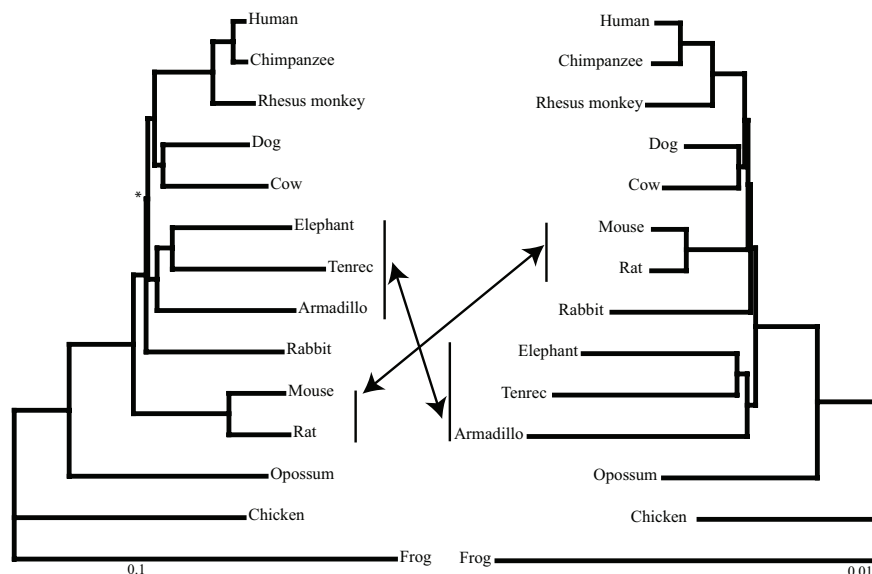 Human Human
Chimpanzee Chimpanzee
Rhesus monkey Rhesus monkey
Dog Dog
Cow Cow
*
Elephant Mouse
Tenrec Rat
Armadillo Rabbit
Rabbit Elephant
Mouse Tenrec
Rat Armadillo
Opossum Opossum
Chicken Chicken
Frog Frog
0.1 0.01